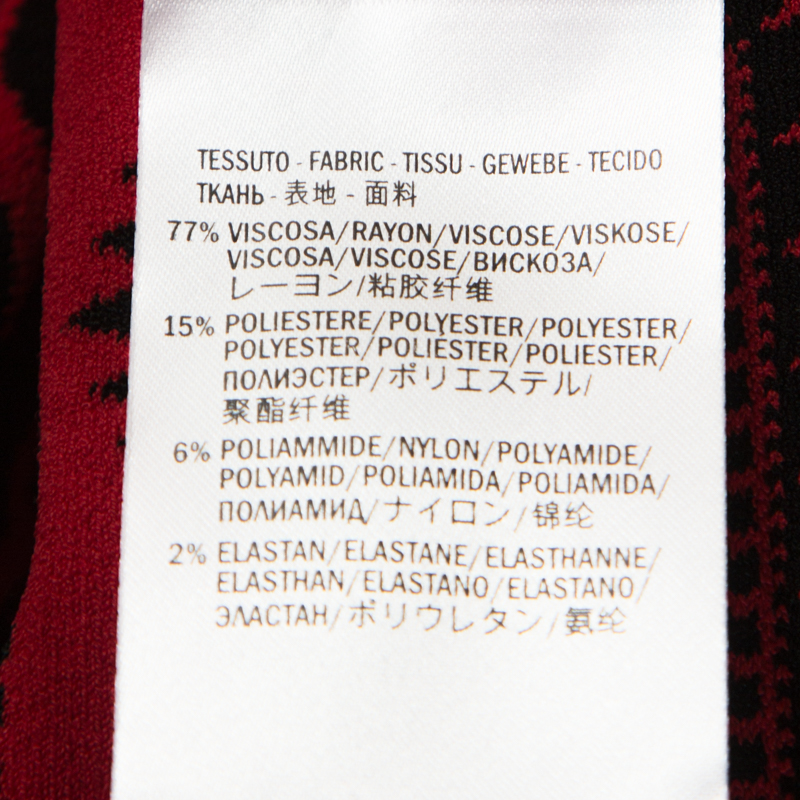 TESSUTO - FABRIC - TISSU - GEWEBE - TECIDO
ТКАНЬ - 表地 - 面料
77% VISCOSA/RAYON/VISCOSE/VISKOSE/
VISCOSA/VISCOSE/ВИСКОЗА/
レーヨン/粘胶纤维
15% POLIESTERE/POLYESTER/POLYESTER/
POLYESTER/POLIÉSTER/POLIESTER/
ПОЛИЭСТЕР/ポリエステル/
聚酯纤维
6% POLIAMMIDE/NYLON/POLYAMIDE/
POLYAMID/POLIAMIDA/POLIAMIDA/
ПОЛИАМИД/ナイロン/锦纶
2% ELASTAN/ELASTANE/ELASTHANNE/
ELASTHAN/ELASTANO/ELASTANO/
ЭЛАСТАН/ポリウレタン/氨纶